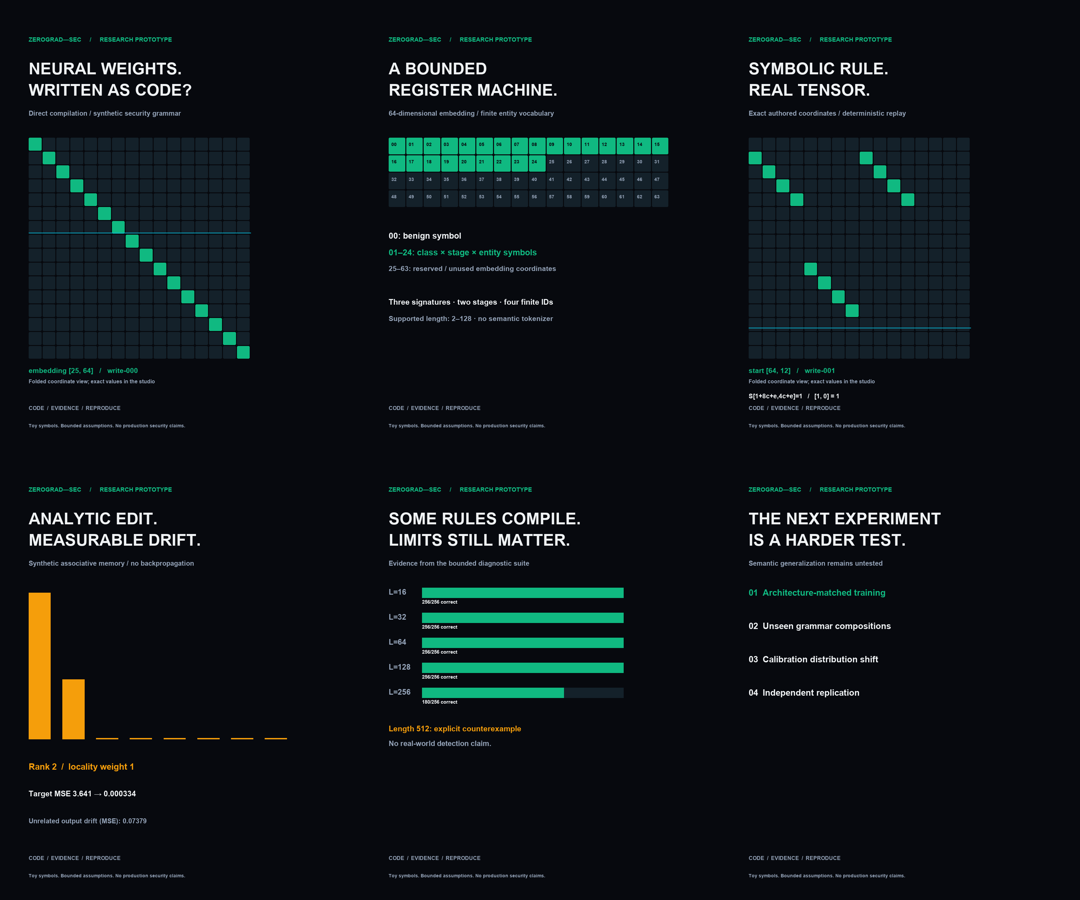 ZEROGRAD—SEC / RESEARCH PROTOTYPE
NEURAL WEIGHTS.
WRITTEN AS CODE?
Direct compilation / synthetic security grammar
embedding [25, 64] / write-000
Folded coordinate view; exact values in the studio
CODE / EVIDENCE / REPRODUCE
Toy symbols. Bounded assumptions. No production security claims.
ZEROGRAD—SEC / RESEARCH PROTOTYPE
A BOUNDED
REGISTER MACHINE.
64-dimensional embedding / finite entity vocabulary
00 01 02 03 04 05 06 07 08 09 10 11 12 13 14 15
16 17 18 19 20 21 22 23 24 25 26 27 28 29 30 31
32 33 34 35 36 37 38 39 40 41 42 43 44 45 46 47
48 49 50 51 52 53 54 55 56 57 58 59 60 61 62 63
00: benign symbol
01–24: class × stage × entity symbols
25–63: reserved / unused embedding coordinates
Three signatures · two stages · four finite IDs
Supported length: 2–128 · no semantic tokenizer
CODE / EVIDENCE / REPRODUCE
Toy symbols. Bounded assumptions. No production security claims.
ZEROGRAD—SEC / RESEARCH PROTOTYPE
SYMBOLIC RULE.
REAL TENSOR.
Exact authored coordinates / deterministic replay
start [64, 12] / write-001
Folded coordinate view; exact values in the studio
S[1+8c+e,4c+e]=1 / [1, 0] = 1
CODE / EVIDENCE / REPRODUCE
Toy symbols. Bounded assumptions. No production security claims.
ZEROGRAD—SEC / RESEARCH PROTOTYPE
ANALYTIC EDIT.
MEASURABLE DRIFT.
Synthetic associative memory / no backpropagation
Rank 2 / locality weight 1
Target MSE 3.641 → 0.000334
Unrelated output drift (MSE): 0.07379
CODE / EVIDENCE / REPRODUCE
Toy symbols. Bounded assumptions. No production security claims.
ZEROGRAD—SEC / RESEARCH PROTOTYPE
SOME RULES COMPILE.
LIMITS STILL MATTER.
Evidence from the bounded diagnostic suite
L=16
256/256 correct
L=32
256/256 correct
L=64
256/256 correct
L=128
256/256 correct
L=256
180/256 correct
Length 512: explicit counterexample
No real-world detection claim.
CODE / EVIDENCE / REPRODUCE
Toy symbols. Bounded assumptions. No production security claims.
ZEROGRAD—SEC / RESEARCH PROTOTYPE
THE NEXT EXPERIMENT
IS A HARDER TEST.
Semantic generalization remains untested
01 Architecture-matched training
02 Unseen grammar compositions
03 Calibration distribution shift
04 Independent replication
CODE / EVIDENCE / REPRODUCE
Toy symbols. Bounded assumptions. No production security claims.